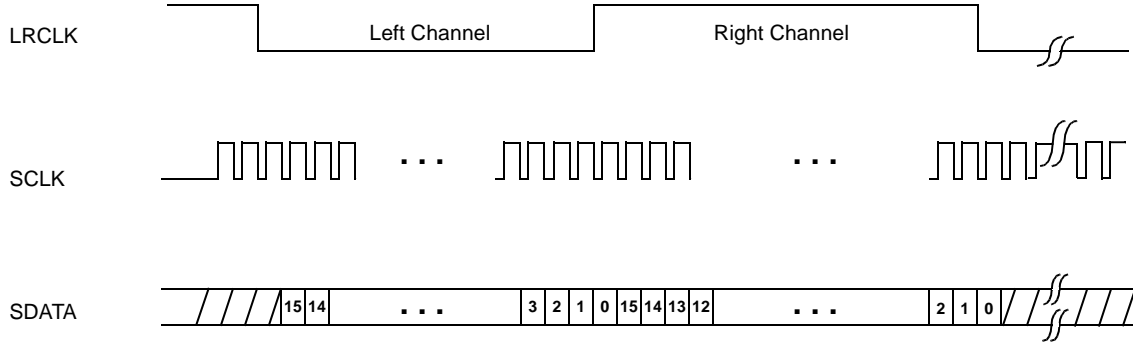 LRCLK Left Channel Right Channel
SCLK ... ...
SDATA 15 14 ... 3 2 1 0 15 14 13 12 ... 2 1 0